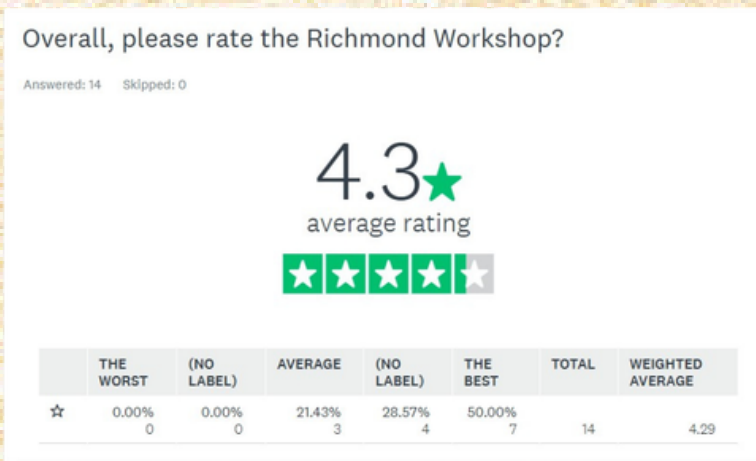 Overall, please rate the Richmond Workshop?
Answered: 14 Skipped: 0
4.3
average rating
THE WORST (NO LABEL) AVERAGE (NO LABEL) THE BEST TOTAL WEIGHTED AVERAGE
0.00% 0.00% 21.43% 28.57% 50.00%
0 0 3 4 7 14 4.29